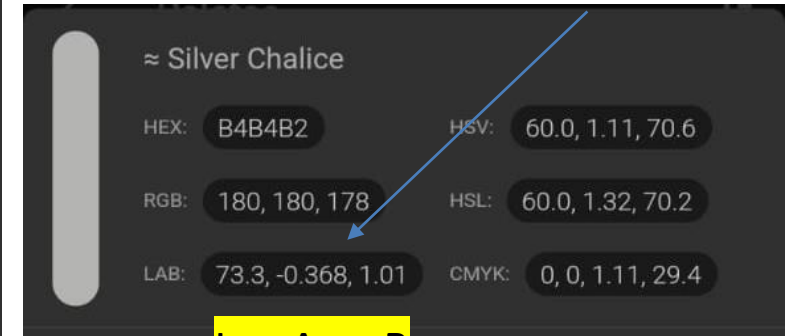 ≈ Silver Chalice
HEX: B4B4B2 HSV: 60.0, 1.11, 70.6
RGB: 180, 180, 178 HSL: 60.0, 1.32, 70.2
LAB: 73.3, -0.368, 1.01 CMYK: 0, 0, 1.11, 29.4